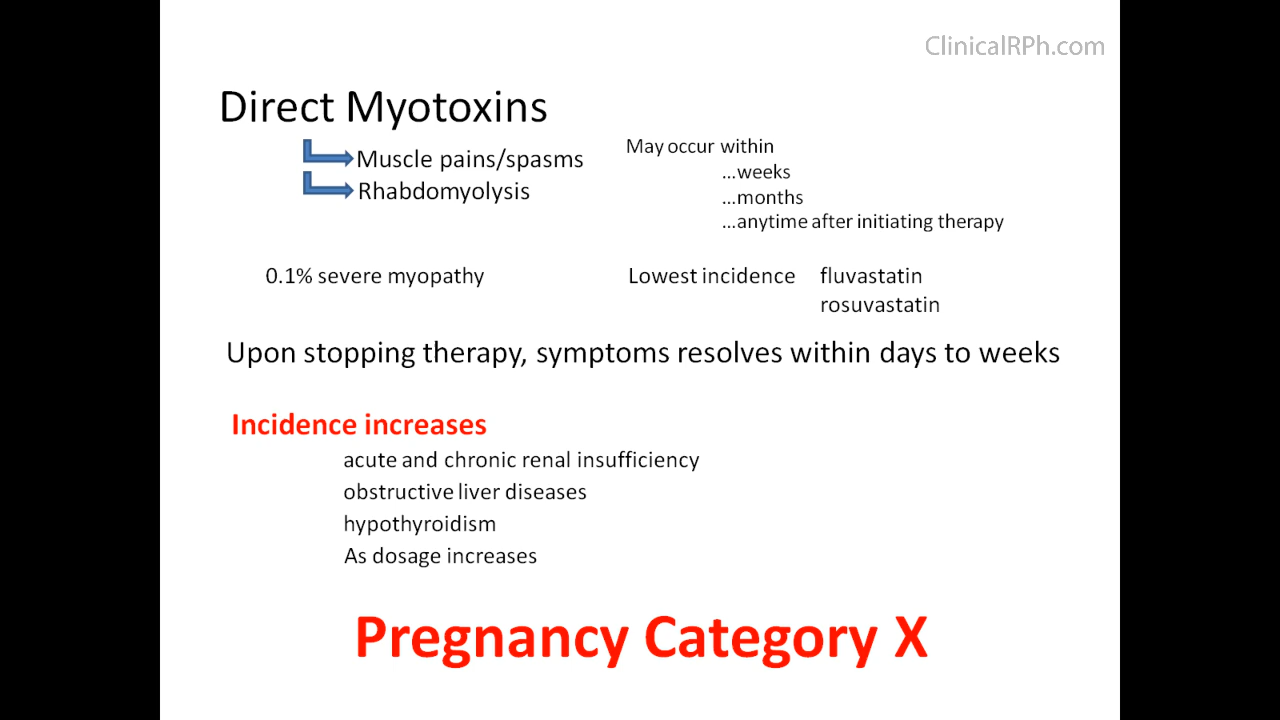 ClinicalRPh.com
Direct Myotoxins
Muscle pains/spasms
Rhabdomyolysis
May occur within
...weeks
...months
...anytime after initiating therapy
0.1% severe myopathy
Lowest incidence fluvastatin
rosuvastatin
Upon stopping therapy, symptoms resolves within days to weeks
Incidence increases
acute and chronic renal insufficiency
obstructive liver diseases
hypothyroidism
As dosage increases
Pregnancy Category X